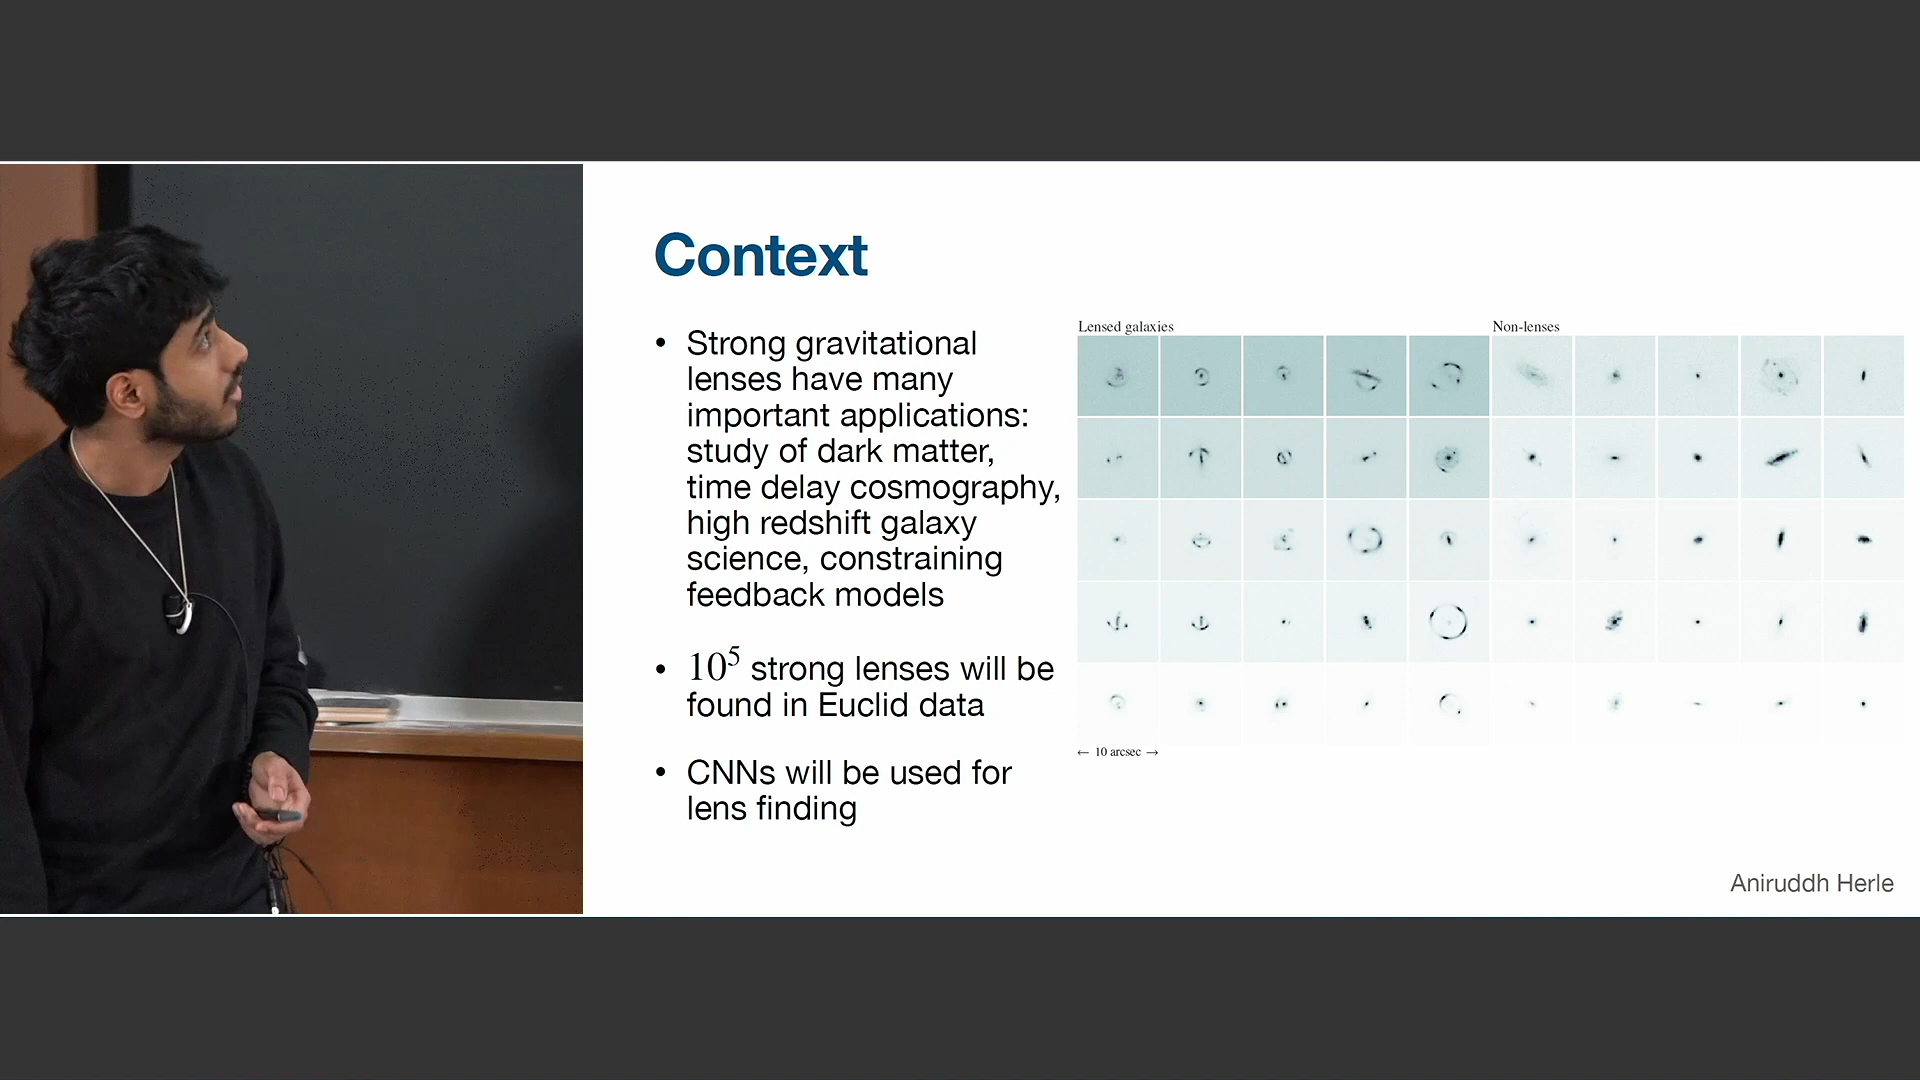 Context
• Strong gravitational
lenses have many
important applications:
study of dark matter,
time delay cosmography,
high redshift galaxy
science, constraining
feedback models
• 10⁵ strong lenses will be
found in Euclid data
• CNNs will be used for
lens finding
Lensed galaxies
Non-lenses
← 10 arcsec →
Aniruddh Herle